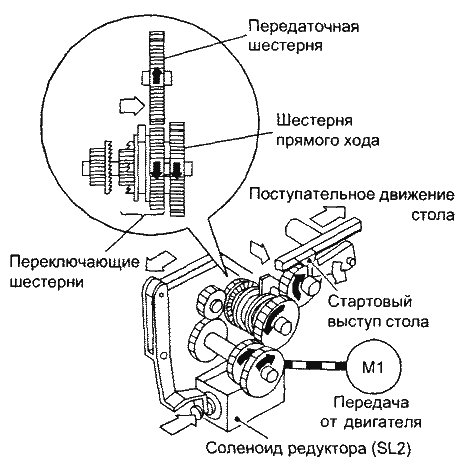 Передаточная
шестерня
Шестерня
прямого хода
Поступательное движение
стола
Переключающие
шестерни
Стартовый
выступ стола
М1
Передача
от двигателя
Соленоид редуктора (SL2)